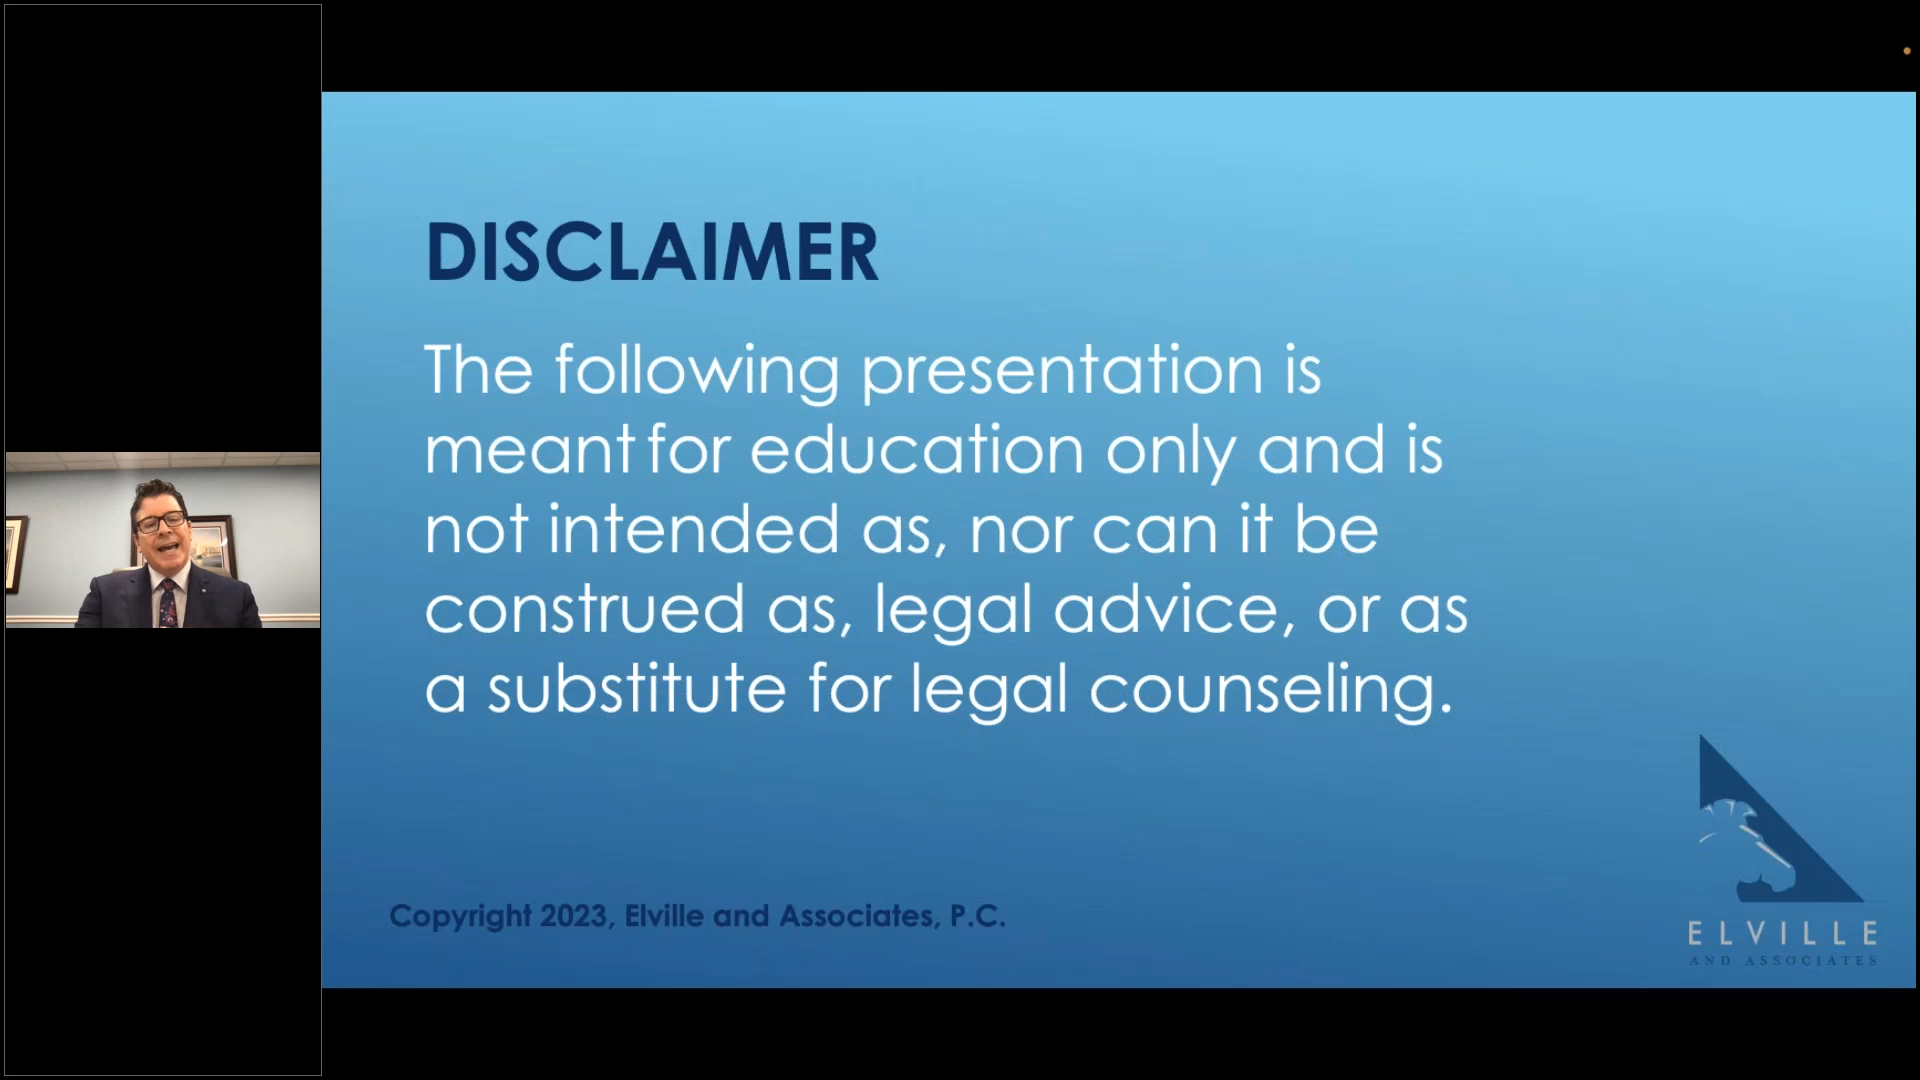 DISCLAIMER
The following presentation is
meant for education only and is
not intended as, nor can it be
construed as, legal advice, or as
a substitute for legal counseling.
Copyright 2023, Elville and Associates, P.C.
ELVILLE
AND ASSOCIATES